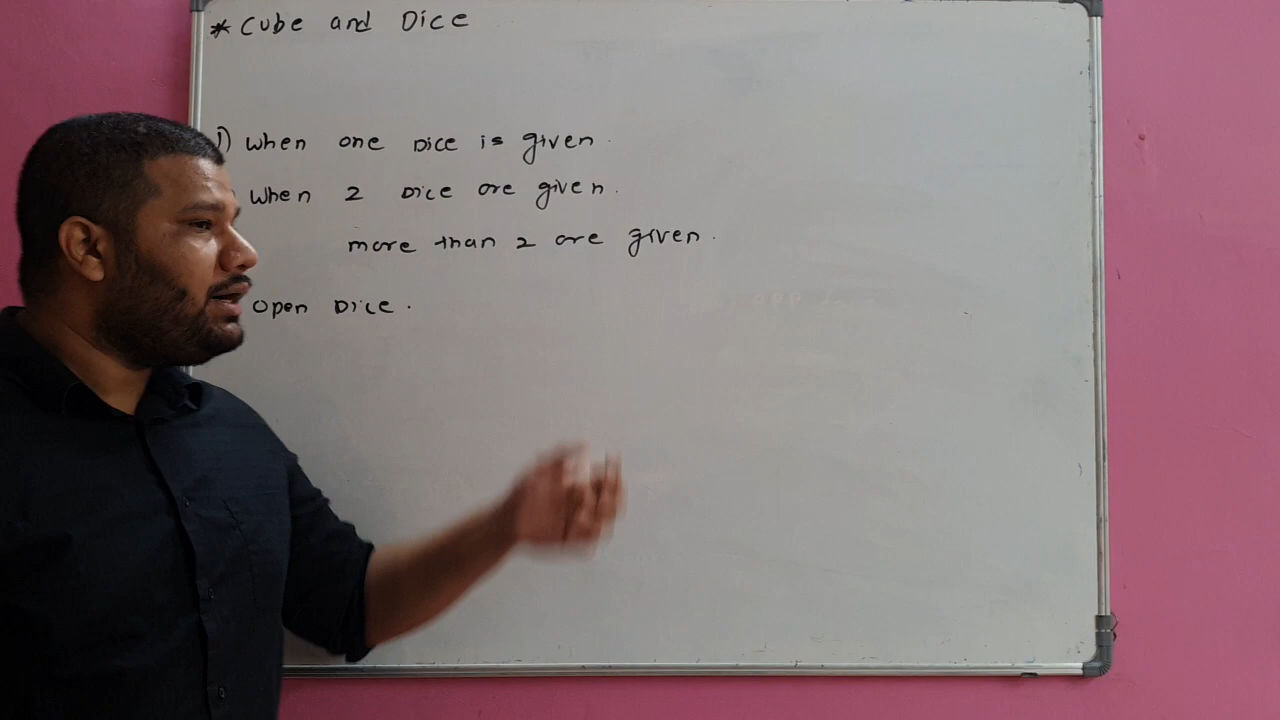 * Cube and Dice
1) When one Dice is given.
When 2 Dice are given.
more than 2 are given.
Open Dice.